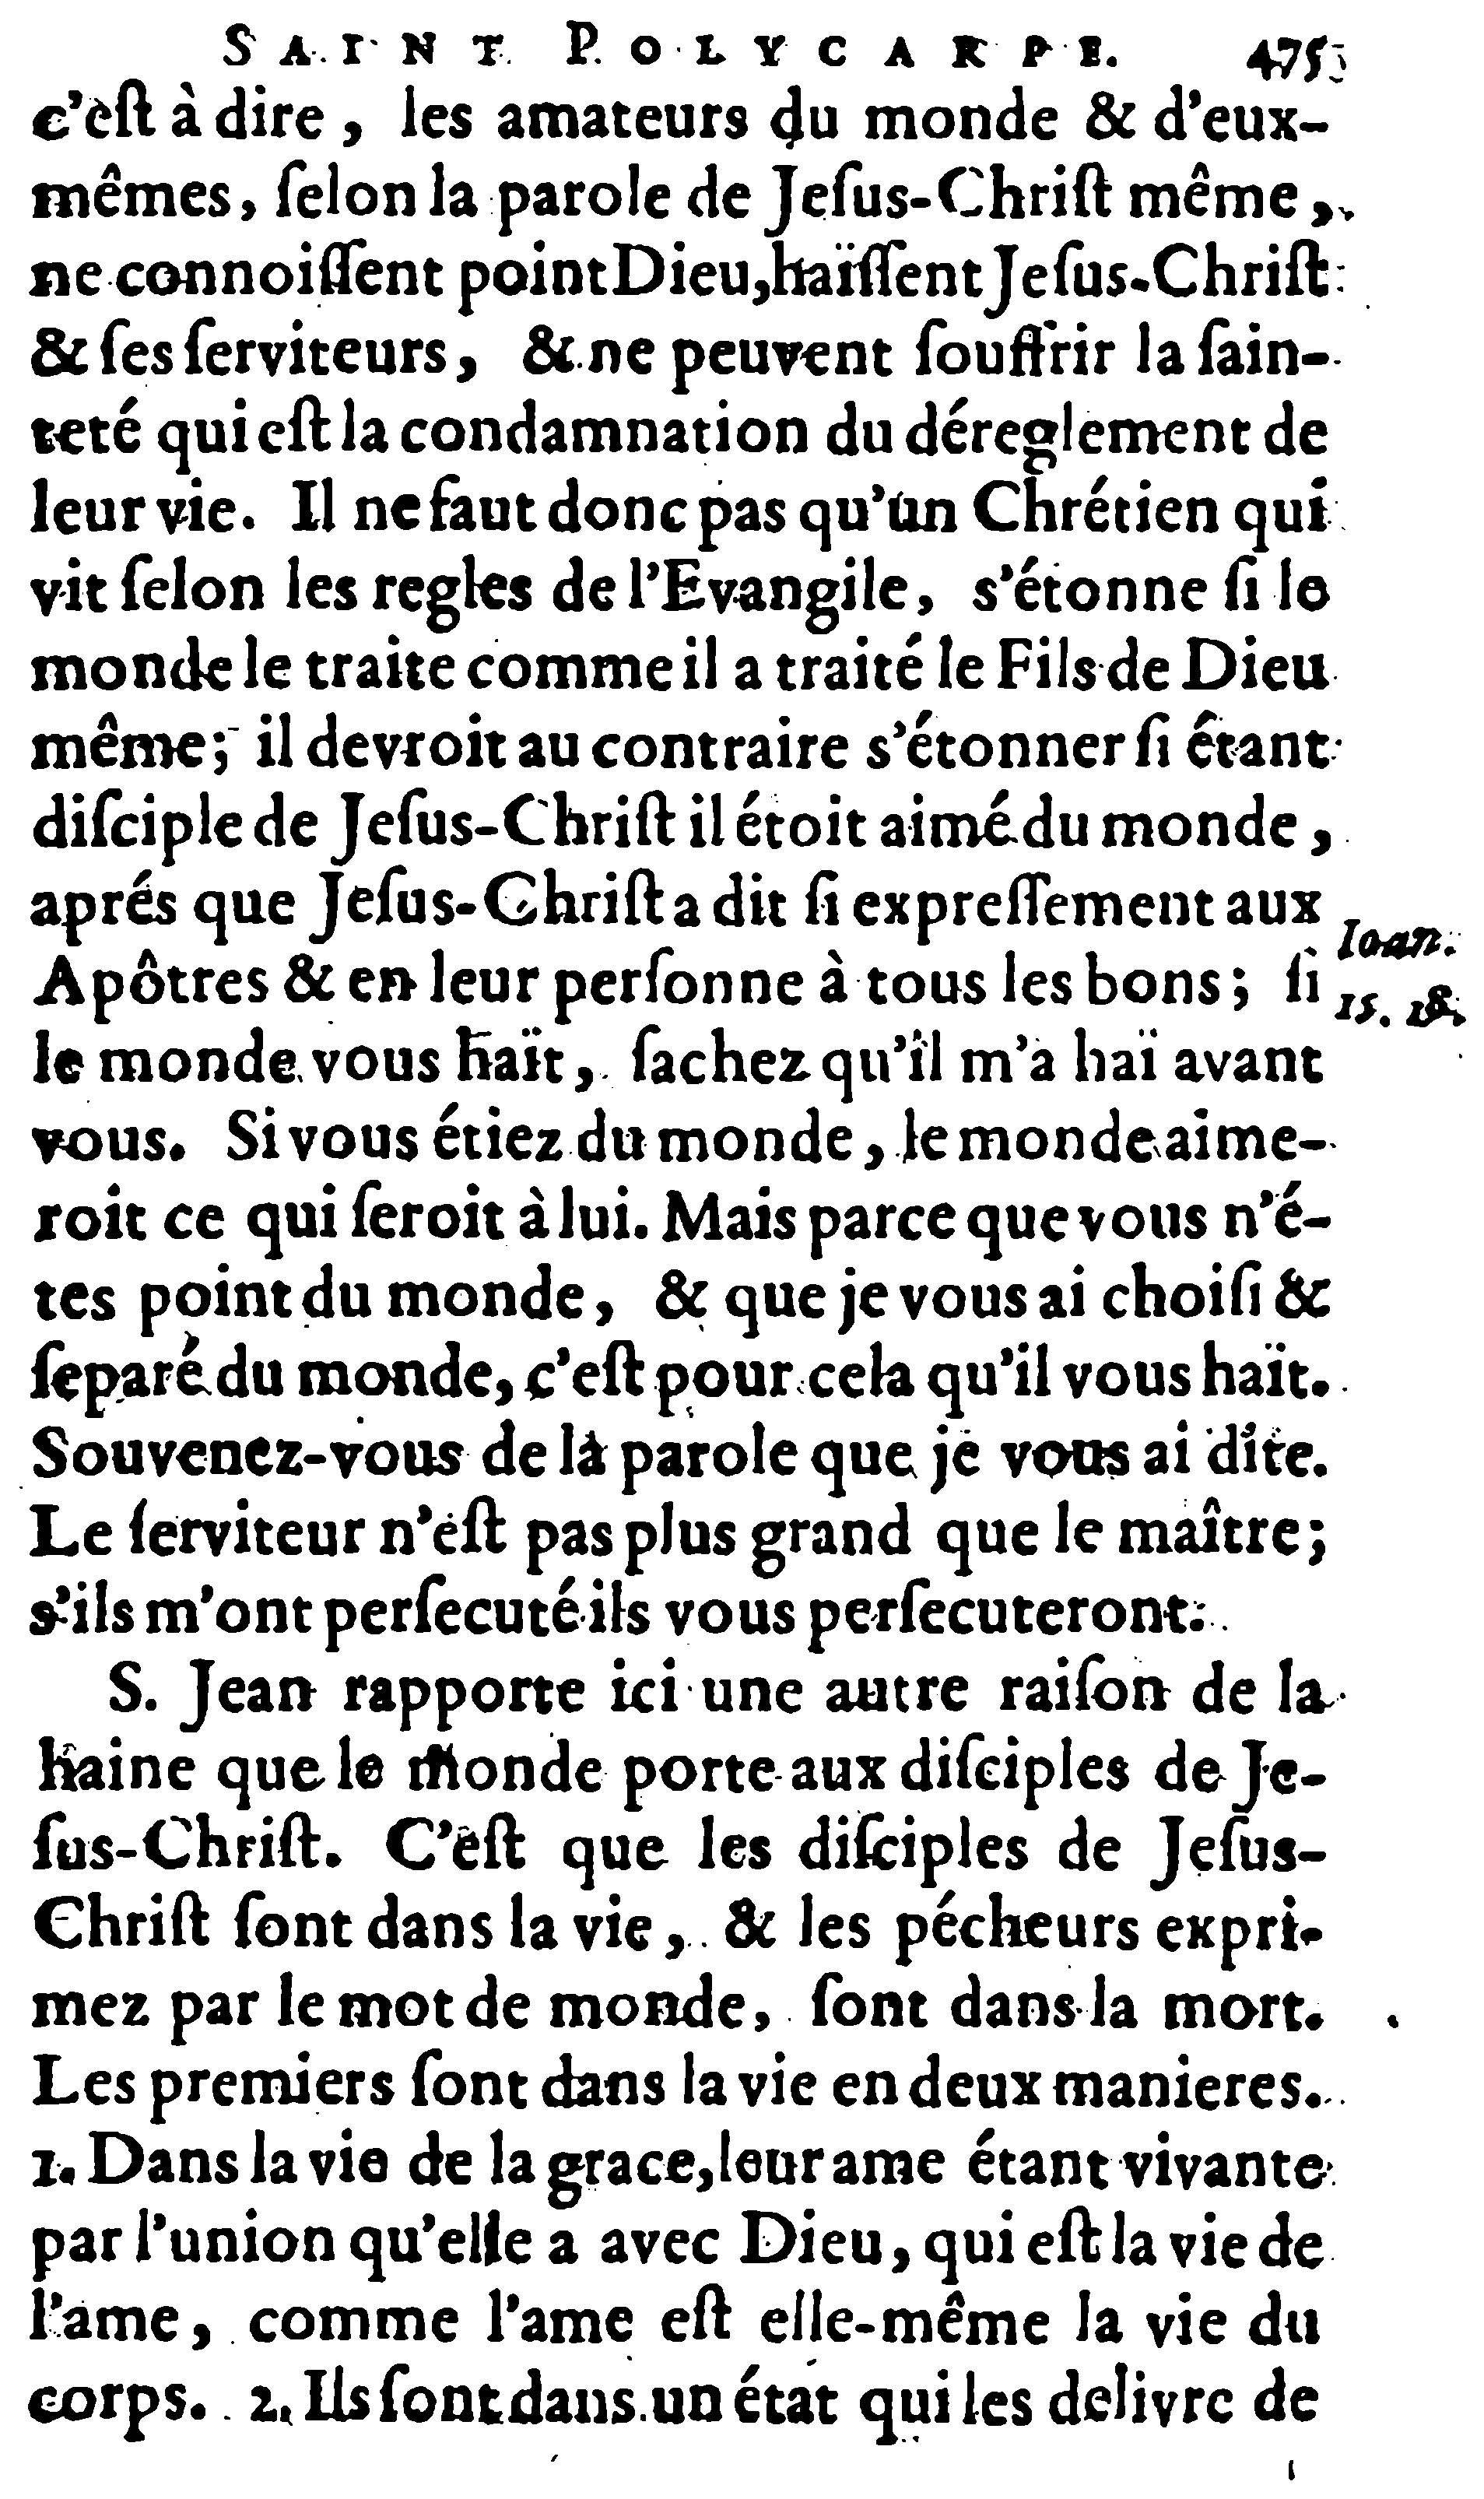 SAINT POLYCARPE. 475
c'est à dire, les amateurs du monde & d'eux-
mêmes, ſelon la parole de Jeſus-Chriſt même,
ne connoiſſent point Dieu, haïſſent Jeſus-Chriſt
& ſes ſerviteurs, & ne peuvent ſouffrir la ſain-
teté qui eſt la condamnation du déreglement de
leur vie. Il ne faut donc pas qu'un Chrétien qui
vit ſelon les regles de l'Evangile, s'étonne ſi le
monde le traite comme il a traité le Fils de Dieu
même; il devroit au contraire s'étonner ſi étant
diſciple de Jeſus-Chriſt il étoit aimé du monde,
aprés que Jeſus-Chriſt a dit ſi expreſſement aux
Apôtres & en leur perſonne à tous les bons; ſi
Ioan.
15. 18.
le monde vous haït, ſachez qu'il m'a haï avant
vous. Si vous étiez du monde, le monde aime-
roit ce qui ſeroit à lui. Mais parce que vous n'é-
tes point du monde, & que je vous ai choiſi &
ſeparé du monde, c'eſt pour cela qu'il vous haït.
Souvenez-vous de la parole que je vous ai dite.
Le ſerviteur n'eſt pas plus grand que le maître;
s'ils m'ont perſecuté ils vous perſecuteront.
S. Jean rapporte ici une autre raiſon de la
haine que le monde porte aux diſciples de Je-
ſus-Chriſt. C'eſt que les diſciples de Jeſus-
Chriſt ſont dans la vie, & les pécheurs expri-
mez par le mot de monde, ſont dans la mort.
Les premiers ſont dans la vie en deux manieres.
1. Dans la vie de la grace, leur ame étant vivante
par l'union qu'elle a avec Dieu, qui eſt la vie de
l'ame, comme l'ame eſt elle-même la vie du
corps. 2. Ils ſont dans un état qui les delivre de